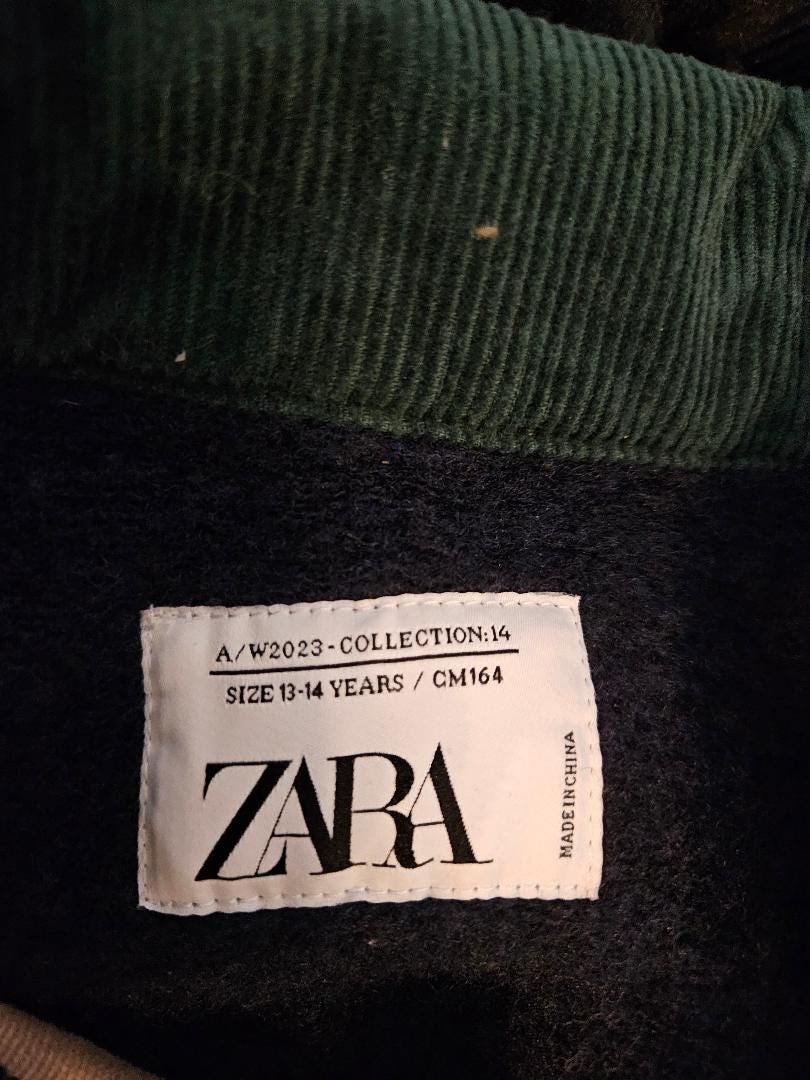 A/W2023-COLLECTION:14
SIZE 13-14 YEARS / CM164
ZARA
MADE IN CHINA